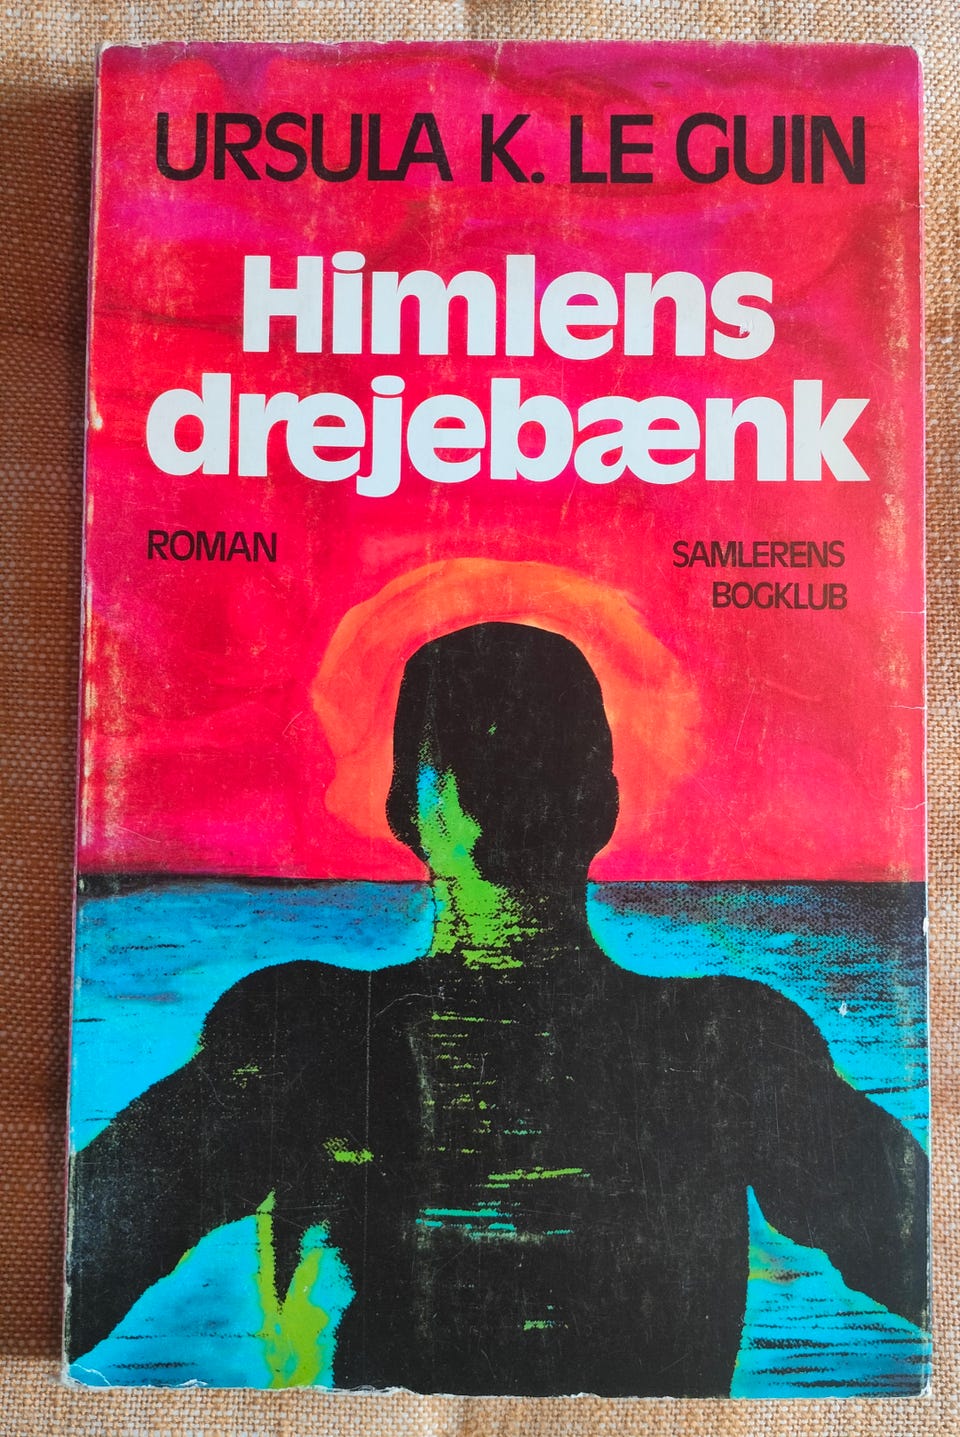 URSULA K. LE GUIN
Himlens
drejebænk
ROMAN
SAMLERENS
BOGKLUB